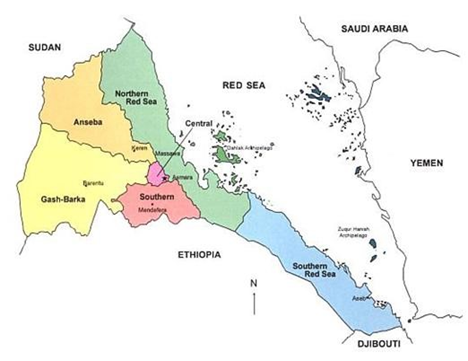 SAUDI ARABIA
SUDAN
Northern
Red Sea
RED SEA
Anseba
Central
Keren
Massawa
Dahlak Archipelago
YEMEN
Asmara
Barentu
Gash-Barka
Southern
Mendefera
Zuqur Hanish
Archipelago
ETHIOPIA
Southern
Red Sea
N
Aseb
DJIBOUTI